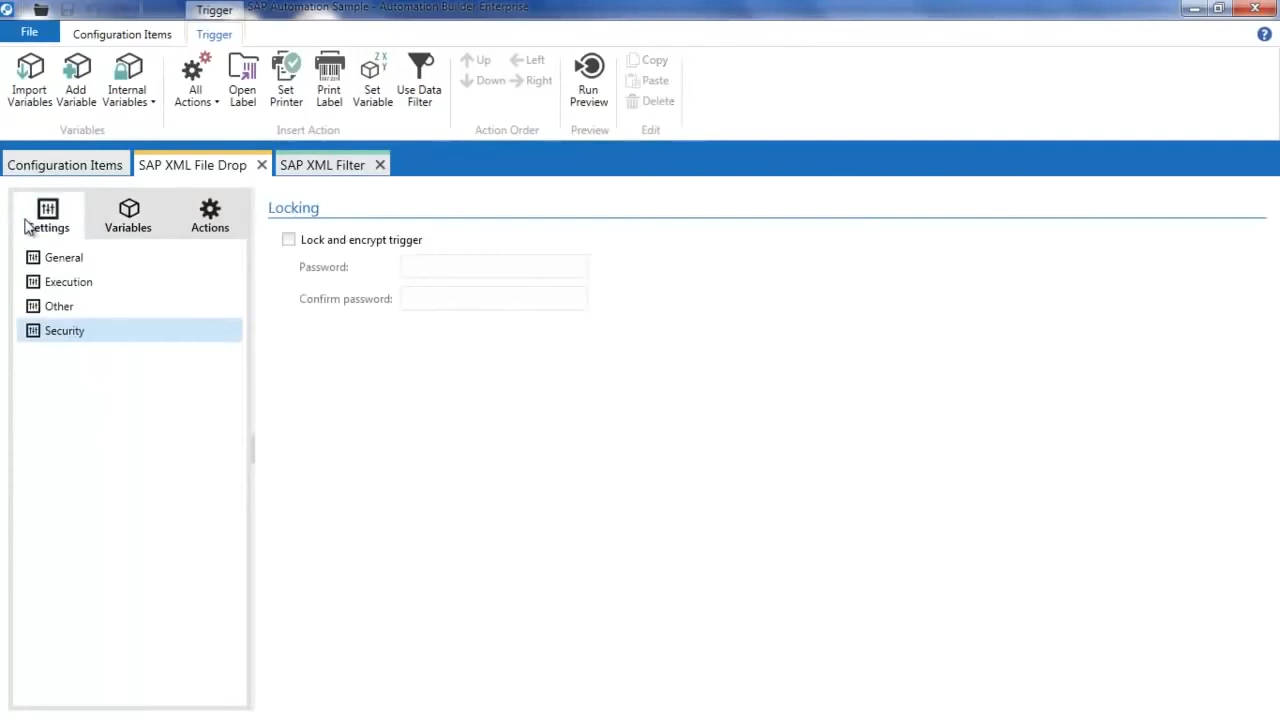 Trigger
SAP Automation Sample - Automation Builder Enterprise
File
Configuration Items
Trigger
Import Variables
Add Variable
Internal Variables
All Actions
Open Label
Set Printer
Print Label
Set Variable
Use Data Filter
Up
Left
Down
Right
Run Preview
Copy
Paste
Delete
Variables
Insert Action
Action Order
Preview
Edit
Configuration Items
SAP XML File Drop
SAP XML Filter
Settings
Variables
Actions
General
Execution
Other
Security
Locking
Lock and encrypt trigger
Password:
Confirm password: